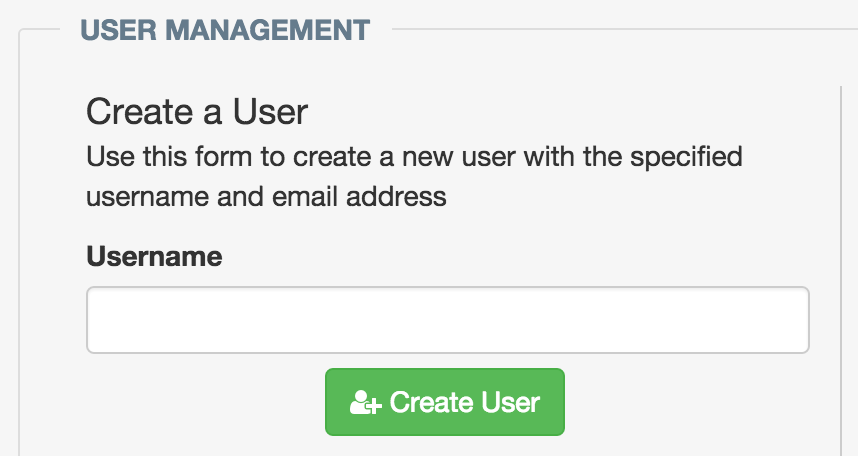 USER MANAGEMENT
Create a User
Use this form to create a new user with the specified
username and email address
Username
Create User